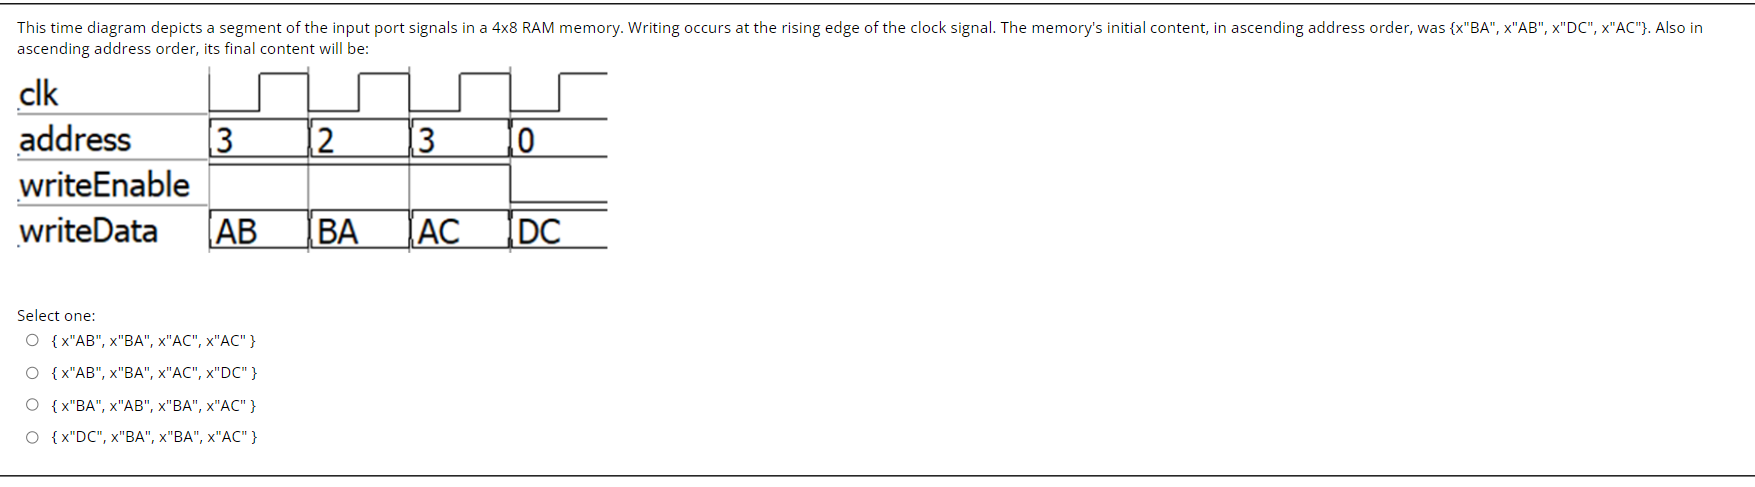 This time diagram depicts a segment of the input port signals in a 4x8 RAM memory. Writing occurs at the rising edge of the clock signal. The memory's initial content, in ascending address order, was {x"BA", x"AB", x"DC", x"AC"}. Also in
ascending address order, its final content will be:
clk
address 3 2 3 0
writeEnable
writeData AB BA AC DC
Select one:
{ x"AB", x"BA", x"AC", x"AC" }
{ x"AB", x"BA", x"AC", x"DC" }
{ x"BA", x"AB", x"BA", x"AC" }
{ x"DC", x"BA", x"BA", x"AC" }